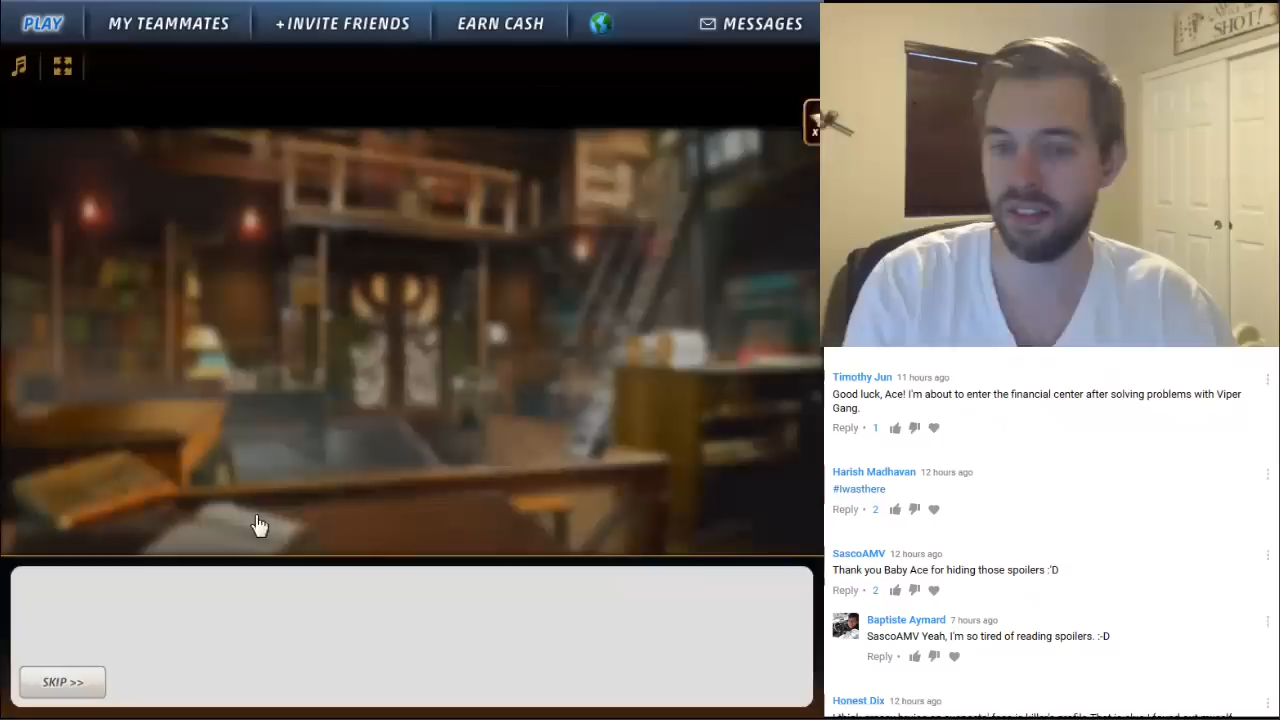 PLAY
MY TEAMMATES
+INVITE FRIENDS
EARN CASH
MESSAGES
SHOT!
X
SKIP >>
Timothy Jun 11 hours ago
Good luck, Ace! I'm about to enter the financial center after solving problems with Viper
Gang.
Reply • 1
Harish Madhavan 12 hours ago
#Iwasthere
Reply • 2
SascoAMV 12 hours ago
Thank you Baby Ace for hiding those spoilers :'D
Reply • 2
Baptiste Aymard 7 hours ago
SascoAMV Yeah, I'm so tired of reading spoilers. :-D
Reply •
Honest Dix 12 hours ago